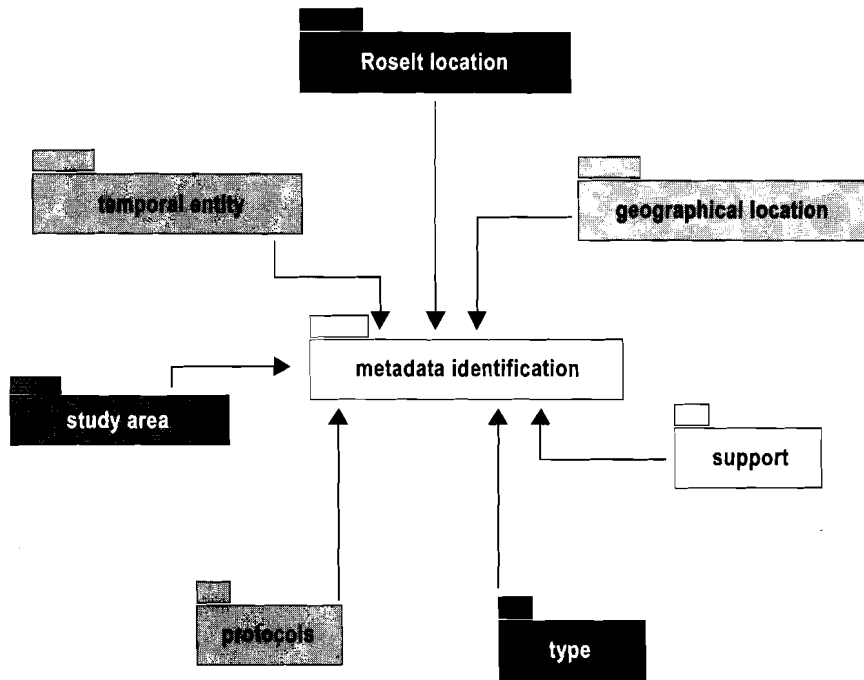 Roselt location
temporal entity
geographical location
metadata identification
study area
support
protocols
type